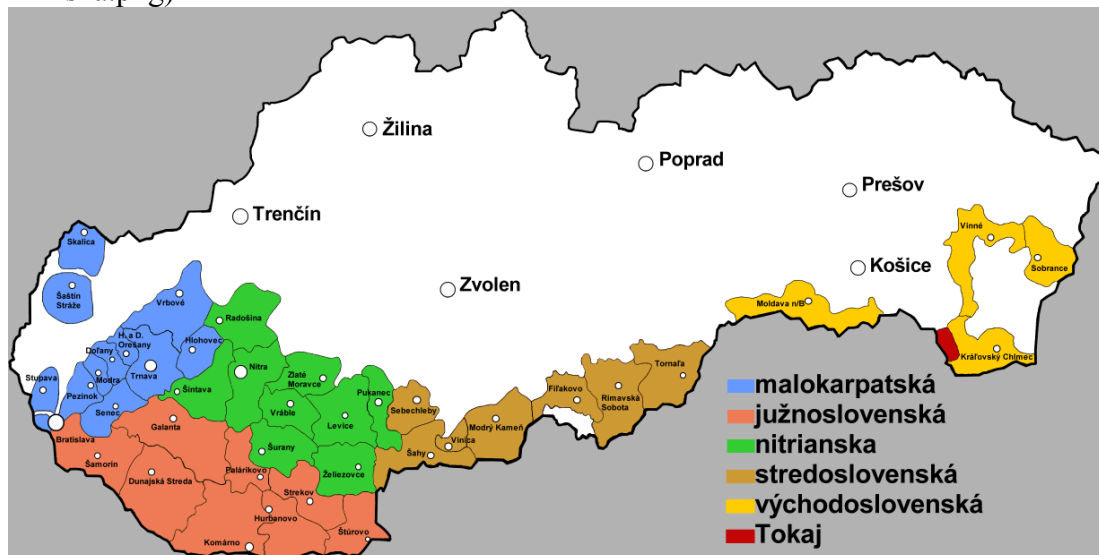 Žilina
Poprad
Prešov
Trenčín
Vinné
Skalica
Sobrance
Košice
Šaštín
Stráže
Zvolen
Vrbové
Moldava n/B
Radošina
H. a D.
Orešany
Hlohovec
Doľany
Kráľovský Chlmec
Tornaľa
Trnava
Nitra
Modra
Stupava
Zlaté
Moravce
Pezinok
Šintava
Pukanec
Fiľakovo
Rimavská
Sobota
Senec
Vráble
Sebechleby
Levice
Galanta
Modrý Kameň
Bratislava
Vinica
Šurany
Šahy
Šamorín
Palárikovo
Dunajská Streda
Želiezovce
Strekov
Hurbanovo
Štúrovo
Komárno
malokarpatská
južnoslovenská
nitrianska
stredoslovenská
východoslovenská
Tokaj